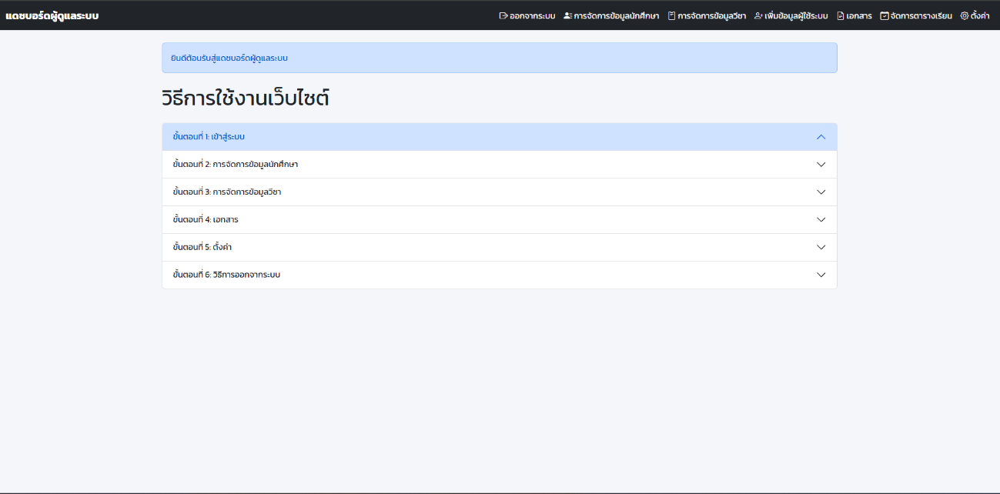 แดชบอร์ดผู้ดูแลระบบ
ออกจากระบบ การจัดการข้อมูลนักศึกษา การจัดการข้อมูลวิชา เพิ่มข้อมูลผู้ใช้ระบบ เอกสาร จัดการตารางเรียน ตั้งค่า
ยินดีต้อนรับสู่แดชบอร์ดผู้ดูแลระบบ
วิธีการใช้งานเว็บไซต์
ขั้นตอนที่ 1: เข้าสู่ระบบ
ขั้นตอนที่ 2: การจัดการข้อมูลนักศึกษา
ขั้นตอนที่ 3: การจัดการข้อมูลวิชา
ขั้นตอนที่ 4: เอกสาร
ขั้นตอนที่ 5: ตั้งค่า
ขั้นตอนที่ 6: วิธีการออกจากระบบ